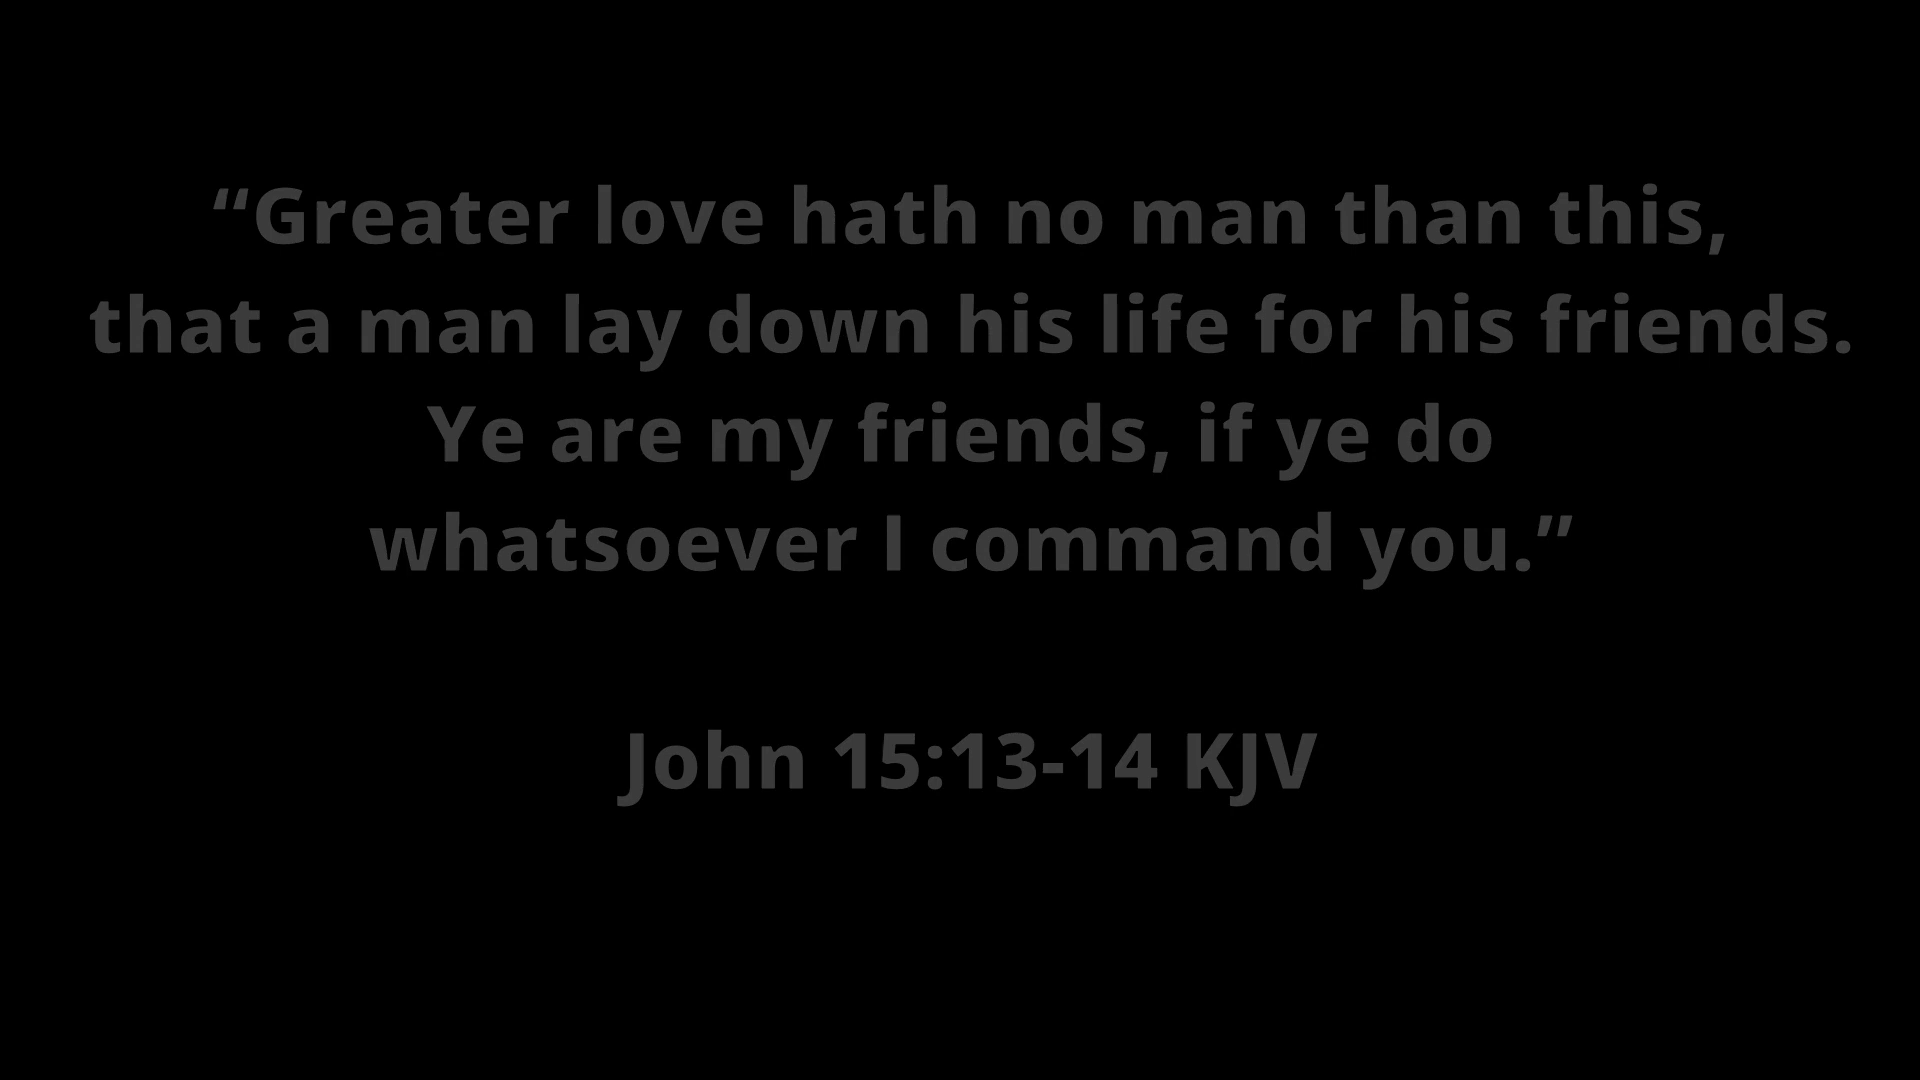 “Greater love hath no man than this,
that a man lay down his life for his friends.
Ye are my friends, if ye do
whatsoever I command you.”
John 15:13-14 KJV